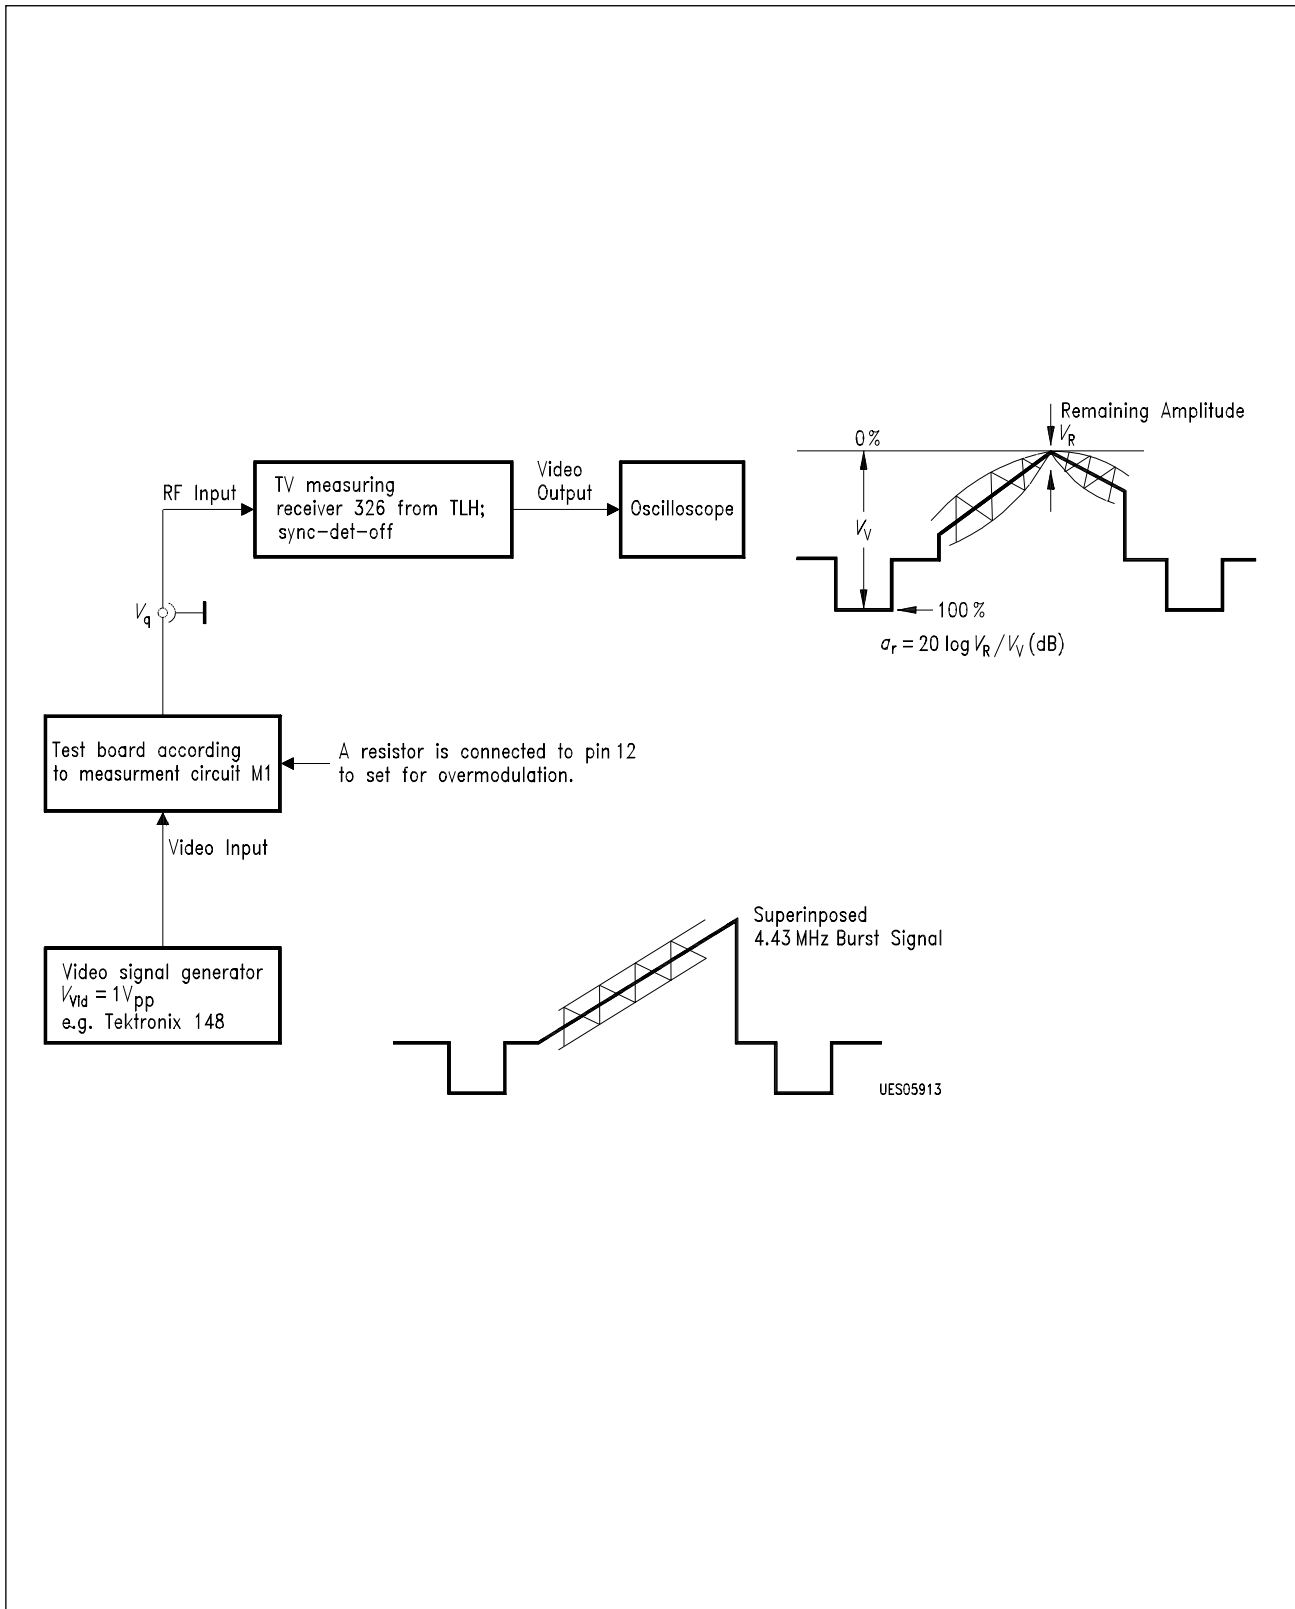 Remaining Amplitude
V_R
0%
V_V
100%
a_r = 20 log V_R / V_V (dB)
RF Input
TV measuring
receiver 326 from TLH;
sync-det-off
Video
Output
Oscilloscope
V_q
Test board according
to measurment circuit M1
A resistor is connected to pin 12
to set for overmodulation.
Video Input
Video signal generator
V_Vid = 1V_pp
e.g. Tektronix 148
Superinposed
4.43 MHz Burst Signal
UES05913